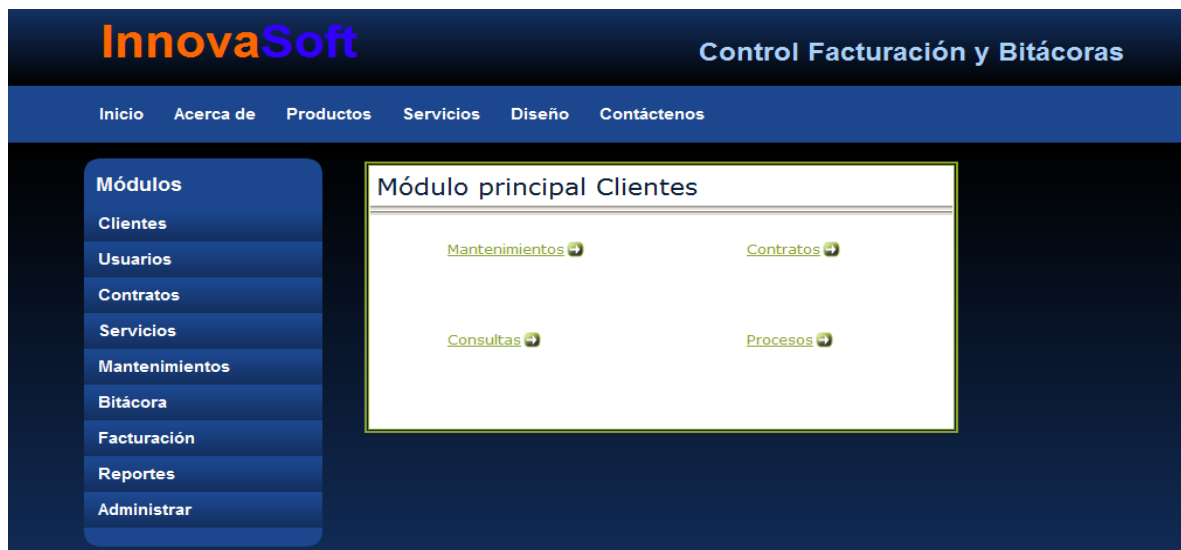 InnovaSoft
Control Facturación y Bitácoras
Inicio Acerca de Productos Servicios Diseño Contáctenos
Módulos
Clientes
Usuarios
Contratos
Servicios
Mantenimientos
Bitácora
Facturación
Reportes
Administrar
Módulo principal Clientes
Mantenimientos Contratos
Consultas Procesos